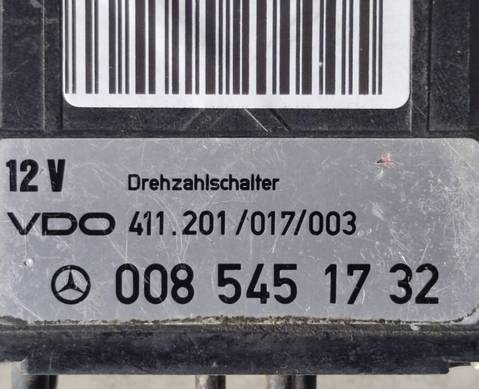 12 V Drehzahlschalter
VDO 411.201/017/003
008 545 17 32